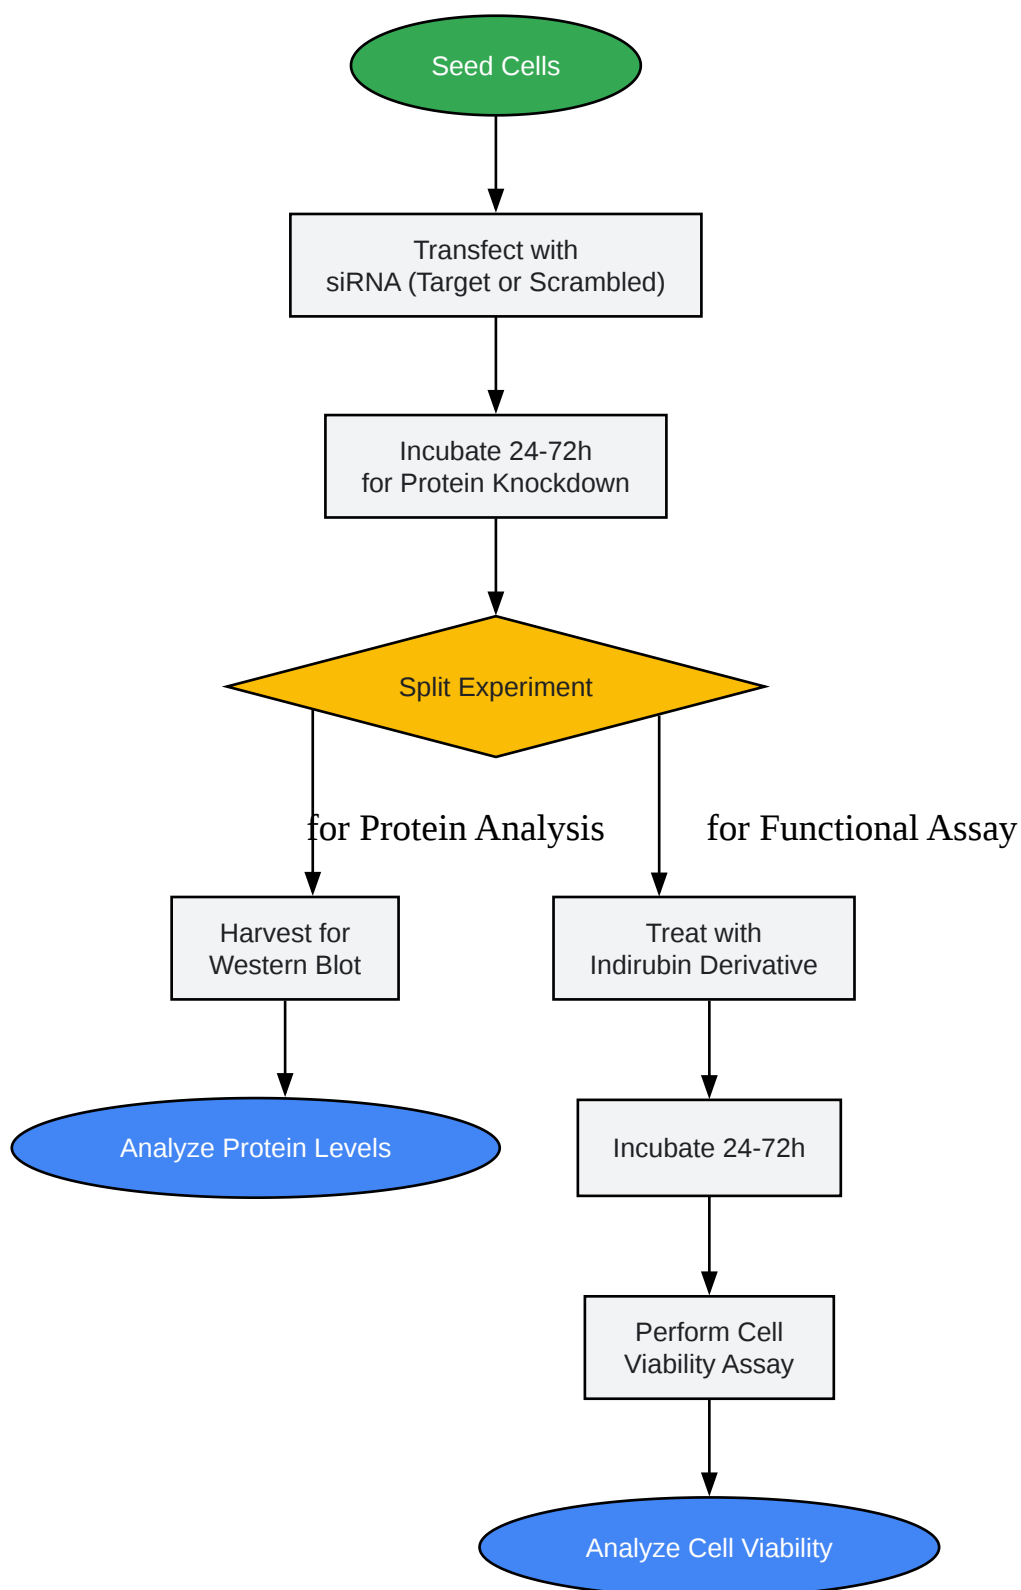 Seed Cells
Transfect with
siRNA (Target or Scrambled)
Incubate 24-72h
for Protein Knockdown
Split Experiment
for Protein Analysis
for Functional Assay
Harvest for
Western Blot
Treat with
Indirubin Derivative
Analyze Protein Levels
Incubate 24-72h
Perform Cell
Viability Assay
Analyze Cell Viability